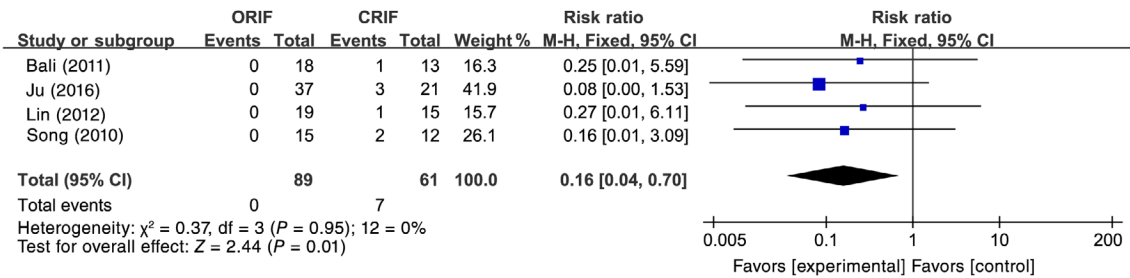 ORIF CRIF Risk ratio Risk ratio
Study or subgroup Events Total Events Total Weight % M-H, Fixed, 95% CI M-H, Fixed, 95% CI
Bali (2011) 0 18 1 13 16.3 0.25 [0.01, 5.59]
Ju (2016) 0 37 3 21 41.9 0.08 [0.00, 1.53]
Lin (2012) 0 19 1 15 15.7 0.27 [0.01, 6.11]
Song (2010) 0 15 2 12 26.1 0.16 [0.01, 3.09]
Total (95% CI) 89 61 100.0 0.16 [0.04, 0.70]
Total events 0 7
Heterogeneity: χ² = 0.37, df = 3 (P = 0.95); 12 = 0%
Test for overall effect: Z = 2.44 (P = 0.01)
0.005 0.1 1 10 200
Favors [experimental] Favors [control]